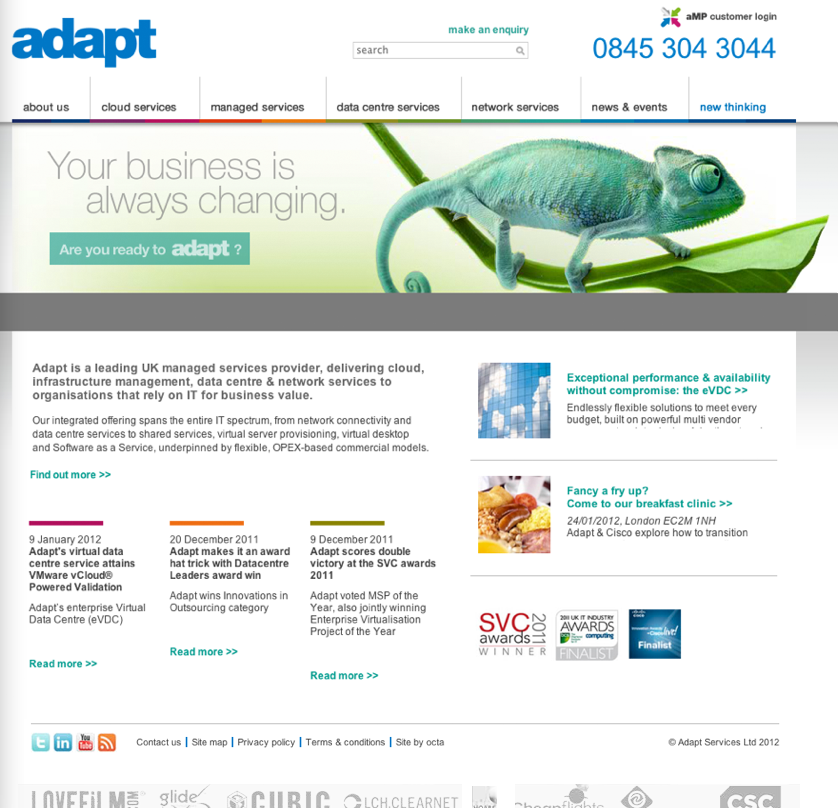 adapt
make an enquiry
search
aMP customer login
0845 304 3044
about us
cloud services
managed services
data centre services
network services
news & events
new thinking
Your business is
always changing.
Are you ready to adapt ?
Adapt is a leading UK managed services provider, delivering cloud,
infrastructure management, data centre & network services to
organisations that rely on IT for business value.
Our integrated offering spans the entire IT spectrum, from network connectivity and
data centre services to shared services, virtual server provisioning, virtual desktop
and Software as a Service, underpinned by flexible, OPEX-based commercial models.
Find out more >>
Exceptional performance & availability
without compromise: the eVDC >>
Endlessly flexible solutions to meet every
budget, built on powerful multi vendor
Fancy a fry up?
Come to our breakfast clinic >>
24/01/2012, London EC2M 1NH
Adapt & Cisco explore how to transition
9 January 2012
Adapt's virtual data
centre service attains
VMware vCloud®
Powered Validation
Adapt's enterprise Virtual
Data Centre (eVDC)
Read more >>
20 December 2011
Adapt makes it an award
hat trick with Datacentre
Leaders award win
Adapt wins Innovations in
Outsourcing category
Read more >>
9 December 2011
Adapt scores double
victory at the SVC awards
2011
Adapt voted MSP of the
Year, also jointly winning
Enterprise Virtualisation
Project of the Year
Read more >>
SVC
awards
2011
WINNER
2011 UK IT INDUSTRY
AWARDS
computing
FINALIST
Finalist
You
Tube
Contact us | Site map | Privacy policy | Terms & conditions | Site by octa
© Adapt Services Ltd 2012
LOVEFiLM
.COM
glide
CUBIC
LCH.CLEARNET
Cheapflights
CSC